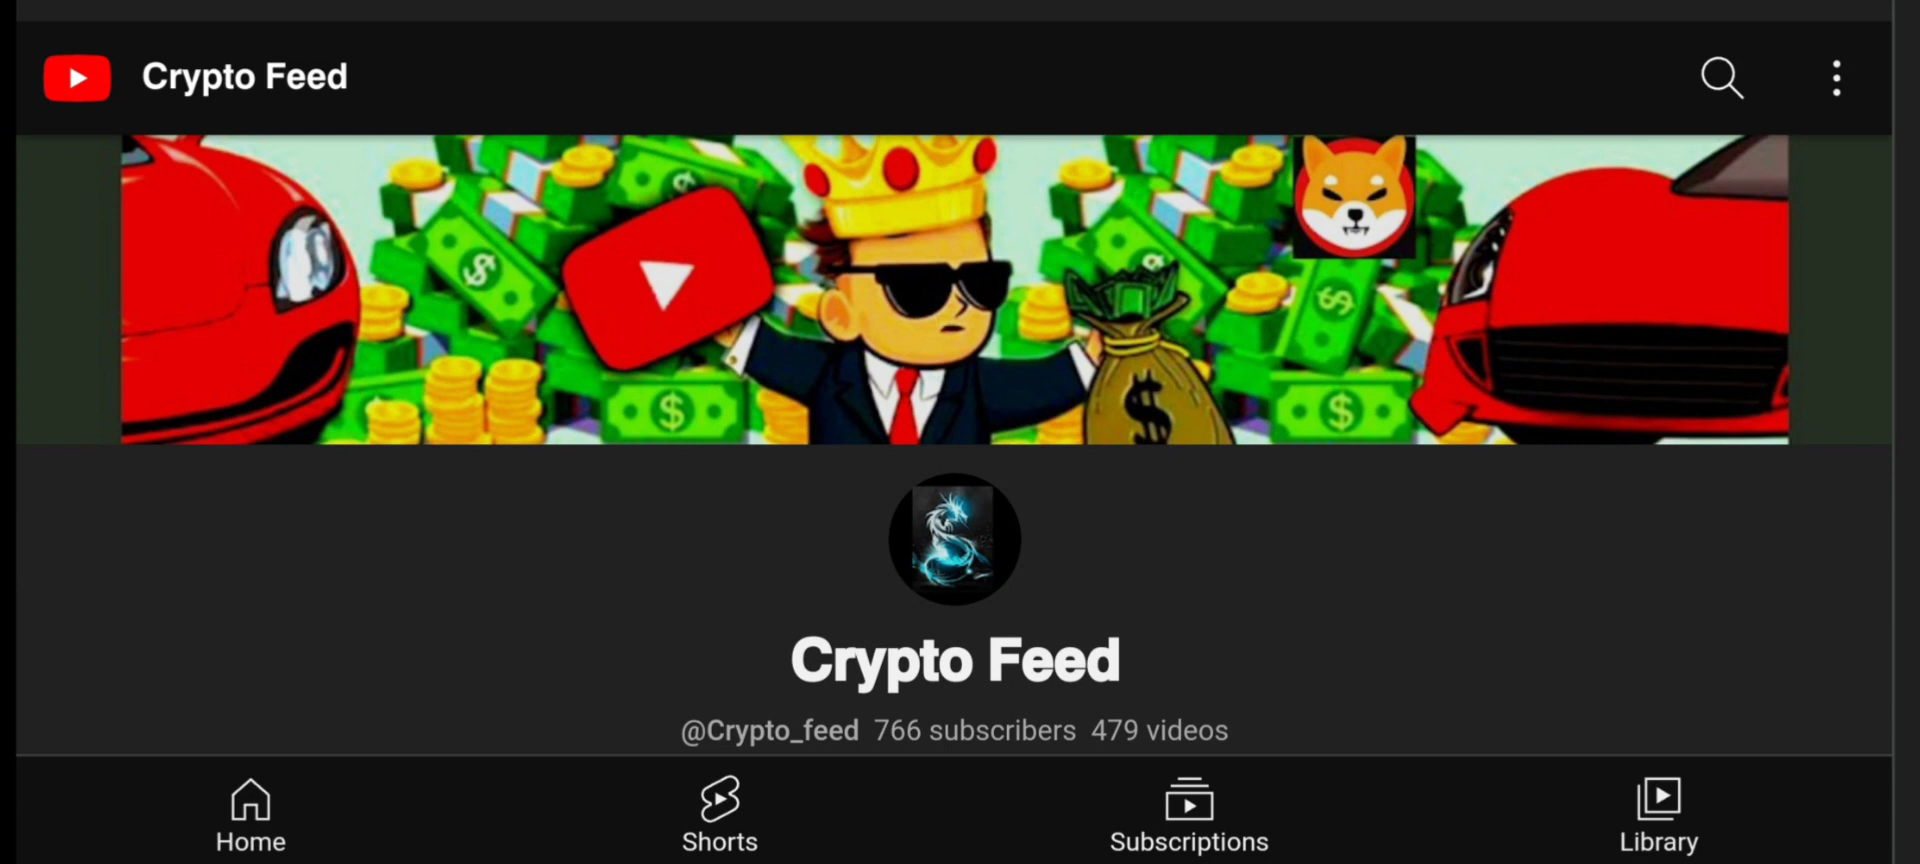 Crypto Feed
$ $ $ $
$ $ $
Crypto Feed
@Crypto_feed 766 subscribers 479 videos
Home Shorts Subscriptions Library